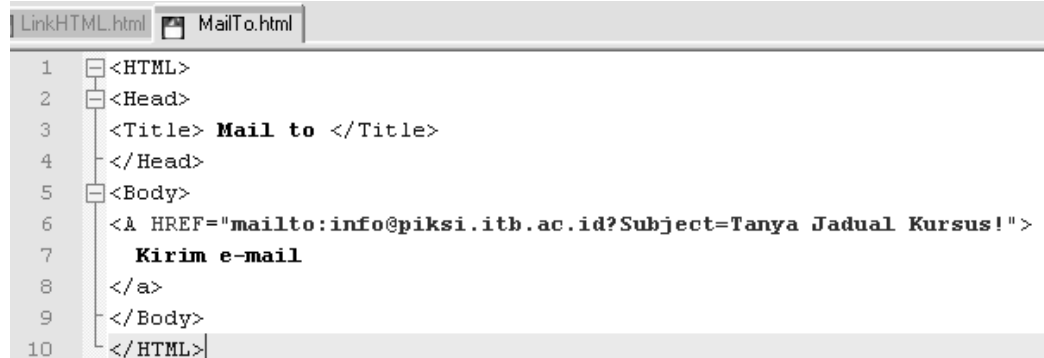 LinkHTML.html MailTo.html
1 <HTML>
2 <Head>
3 <Title> Mail to </Title>
4 </Head>
5 <Body>
6 <A HREF="mailto:info@piksi.itb.ac.id?Subject=Tanya Jadual Kursus!">
7 Kirim e-mail
8 </a>
9 </Body>
10 </HTML>